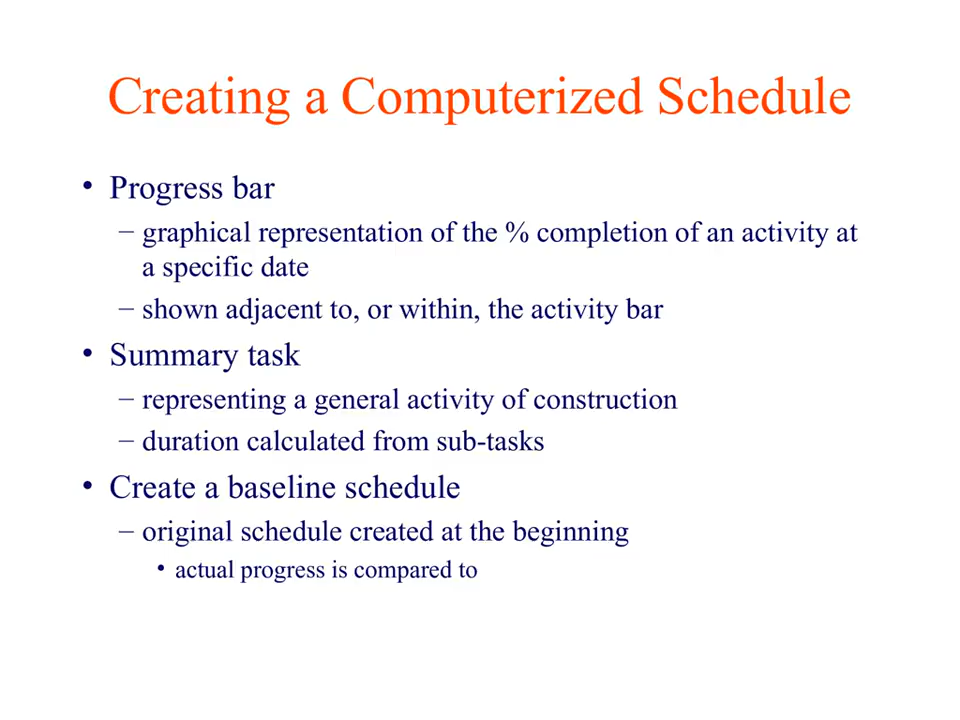 Creating a Computerized Schedule
• Progress bar
– graphical representation of the % completion of an activity at
a specific date
– shown adjacent to, or within, the activity bar
• Summary task
– representing a general activity of construction
– duration calculated from sub-tasks
• Create a baseline schedule
– original schedule created at the beginning
• actual progress is compared to